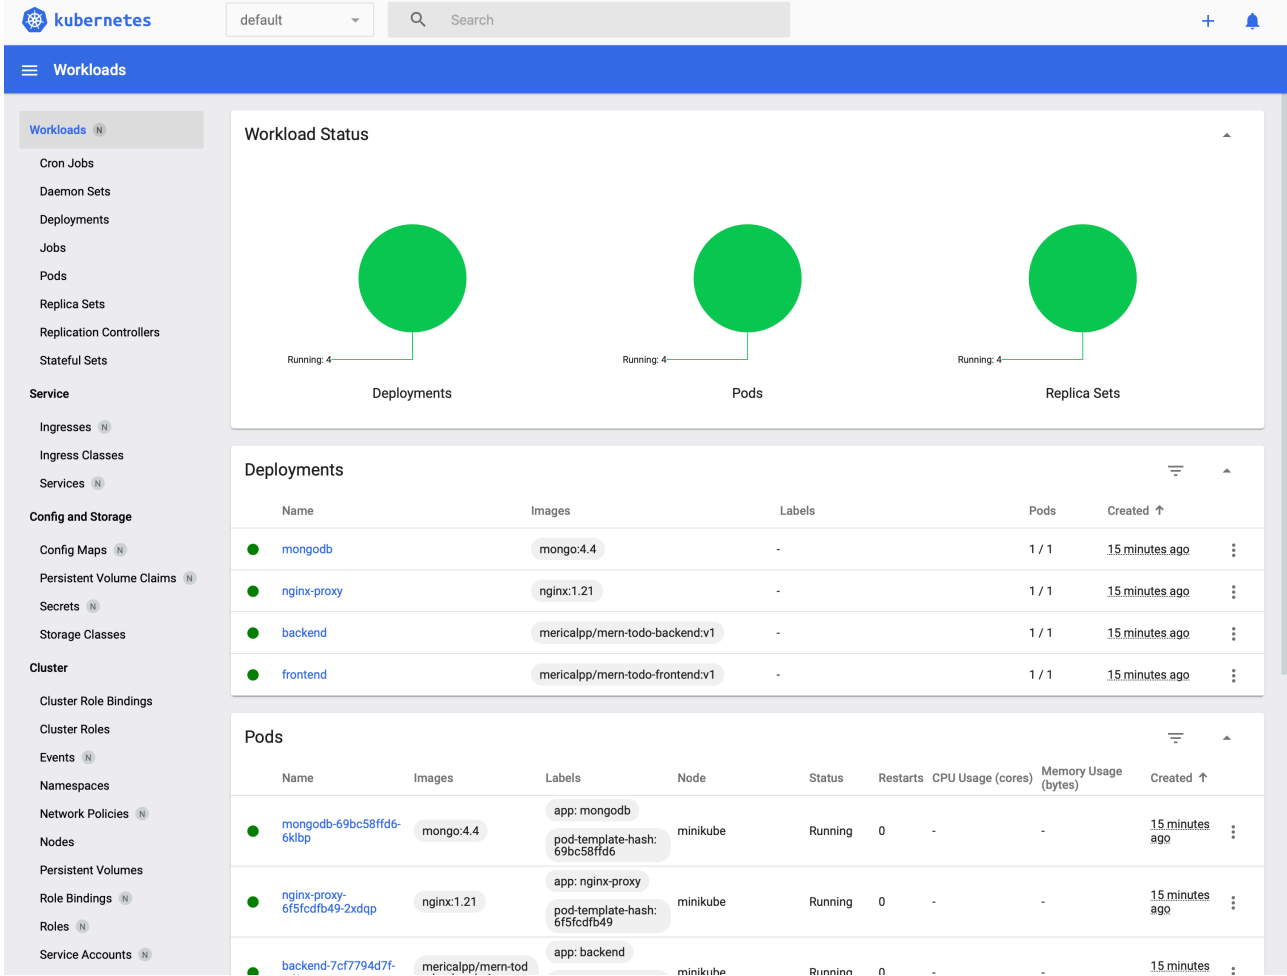 kubernetes
default
Search
Workloads
Workloads N
Cron Jobs
Daemon Sets
Deployments
Jobs
Pods
Replica Sets
Replication Controllers
Stateful Sets
Service
Ingresses N
Ingress Classes
Services N
Config and Storage
Config Maps N
Persistent Volume Claims N
Secrets N
Storage Classes
Cluster
Cluster Role Bindings
Cluster Roles
Events N
Namespaces
Network Policies N
Nodes
Persistent Volumes
Role Bindings N
Roles N
Service Accounts N
Workload Status
Running: 4
Deployments
Running: 4
Pods
Running: 4
Replica Sets
Deployments
Name Images Labels Pods Created
mongodb mongo:4.4 - 1 / 1 15 minutes ago
nginx-proxy nginx:1.21 - 1 / 1 15 minutes ago
backend mericalpp/mern-todo-backend:v1 - 1 / 1 15 minutes ago
frontend mericalpp/mern-todo-frontend:v1 - 1 / 1 15 minutes ago
Pods
Name Images Labels Node Status Restarts CPU Usage (cores) Memory Usage (bytes) Created
mongodb-69bc58ffd6-
6klbp
mongo:4.4
app: mongodb
pod-template-hash:
69bc58ffd6
minikube Running 0 - -
15 minutes
ago
nginx-proxy-
6f5fcdfb49-2xdqp
nginx:1.21
app: nginx-proxy
pod-template-hash:
6f5fcdfb49
minikube Running 0 - -
15 minutes
ago
backend-7cf7794d7f-
mericalpp/mern-tod
app: backend
minikube Running 0 - -
15 minutes